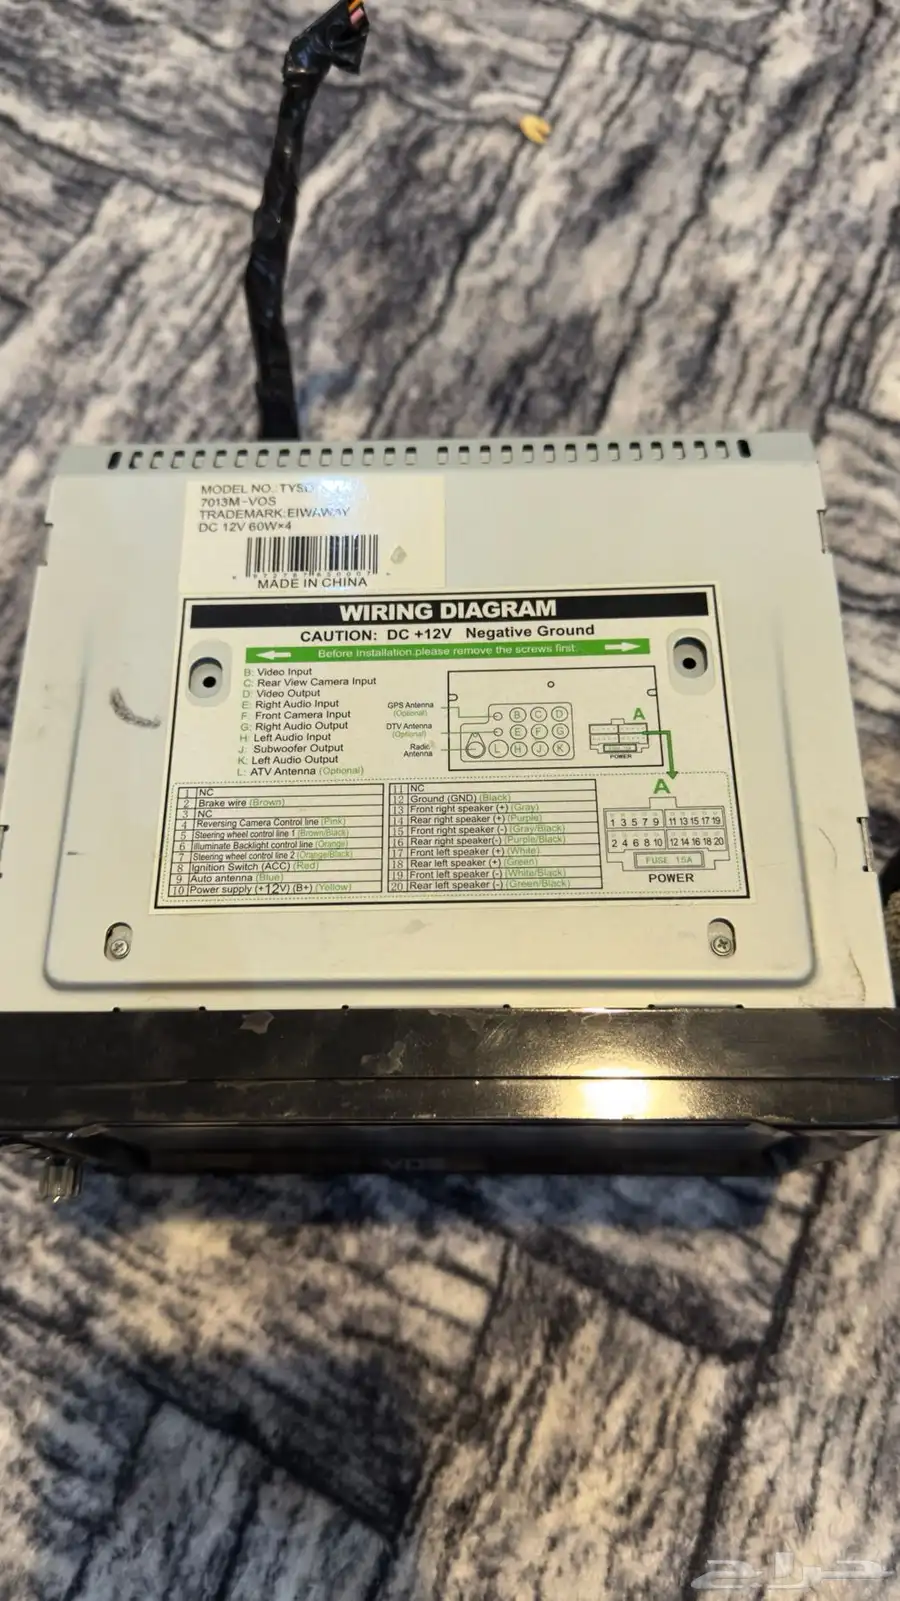 MODEL NO.: TYSD
7013M-VOS
TRADEMARK:EIWAWAY
DC 12V 60W×4
MADE IN CHINA
WIRING DIAGRAM
CAUTION: DC +12V Negative Ground
Before Installation,please remove the screws first.
B: Video Input
C: Rear View Camera Input
D: Video Output
E: Right Audio Input
F: Front Camera Input
G: Right Audio Output
H: Left Audio Input
J: Subwoofer Output
K: Left Audio Output
L: ATV Antenna (Optional)
GPS Antenna
(Optional)
DTV Antenna
(Optional)
Radio
Antenna
B C D
E F G
L H J K
A
POWER
A
1 NC
2 Brake wire (Brown)
3 NC
4 Reversing Camera Control line (Pink)
5 Steering wheel control line 1 (Brown/Black)
6 Illuminate Backlight control line (Orange)
7 Steering wheel control line 2 (Orange/Black)
8 Ignition Switch (ACC) (Red)
9 Auto antenna (Blue)
10 Power supply (+12V) (B+) (Yellow)
11 NC
12 Ground (GND) (Black)
13 Front right speaker (+) (Gray)
14 Rear right speaker (+) (Purple)
15 Front right speaker(-) (Gray/Black)
16 Rear right speaker(-) (Purple/Black)
17 Front left speaker (+) (White)
18 Rear left speaker (+) (Green)
19 Front left speaker (-) (White/Black)
20 Rear left speaker (-) (Green/Black)
1 3 5 7 9 11 13 15 17 19
2 4 6 8 10 12 14 16 18 20
FUSE 15A
POWER
حراج